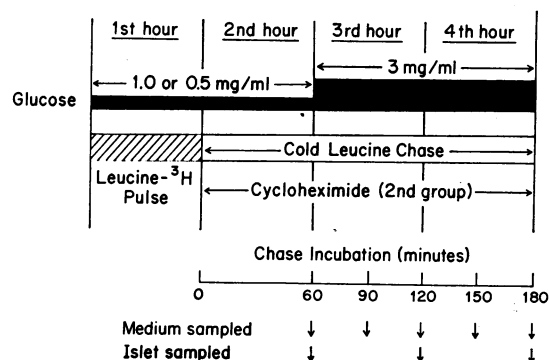 1st hour 2nd hour 3rd hour 4th hour
3 mg/ml
1.0 or 0.5 mg/ml
Glucose
Cold Leucine Chase
Leucine-³H
Pulse
Cycloheximide (2nd group)
Chase Incubation (minutes)
0 60 90 120 150 180
Medium sampled
Islet sampled